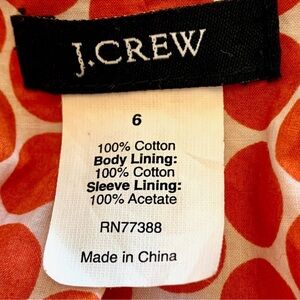 J.CREW
6
100% Cotton
Body Lining:
100% Cotton
Sleeve Lining:
100% Acetate
RN77388
Made in China